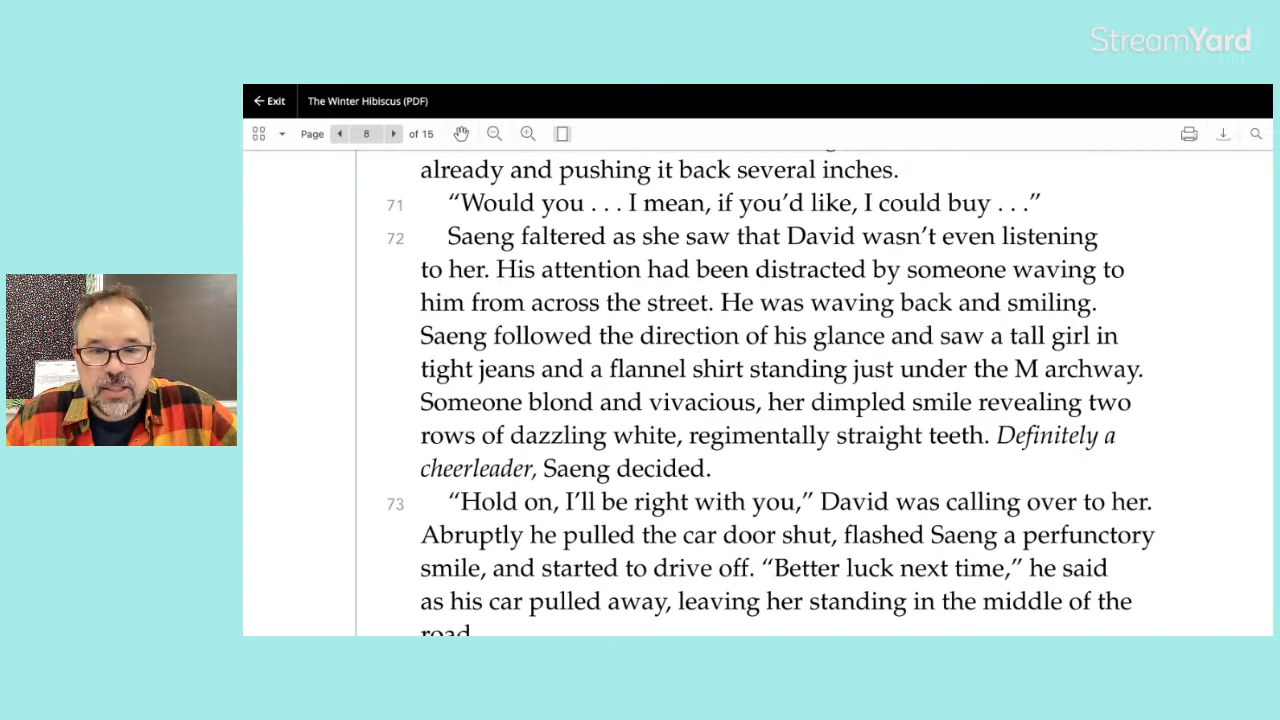 StreamYard
Exit
The Winter Hibiscus (PDF)
Page
8
of 15
already and pushing it back several inches.
71 “Would you . . . I mean, if you’d like, I could buy . . .”
72 Saeng faltered as she saw that David wasn’t even listening
to her. His attention had been distracted by someone waving to
him from across the street. He was waving back and smiling.
Saeng followed the direction of his glance and saw a tall girl in
tight jeans and a flannel shirt standing just under the M archway.
Someone blond and vivacious, her dimpled smile revealing two
rows of dazzling white, regimentally straight teeth. Definitely a
cheerleader, Saeng decided.
73 “Hold on, I’ll be right with you,” David was calling over to her.
Abruptly he pulled the car door shut, flashed Saeng a perfunctory
smile, and started to drive off. “Better luck next time,” he said
as his car pulled away, leaving her standing in the middle of the
road